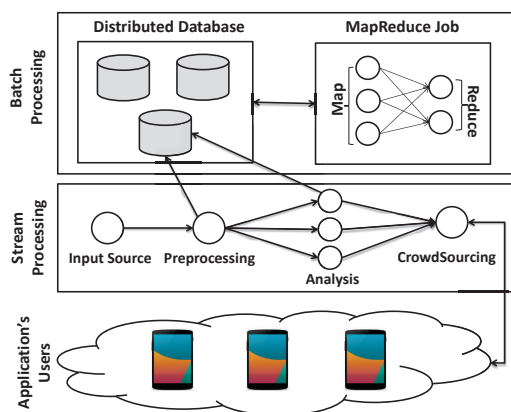 Distributed Database
MapReduce Job
Batch
Processing
Map
Reduce
Stream
Processing
Input Source
Preprocessing
Analysis
CrowdSourcing
Application's
Users